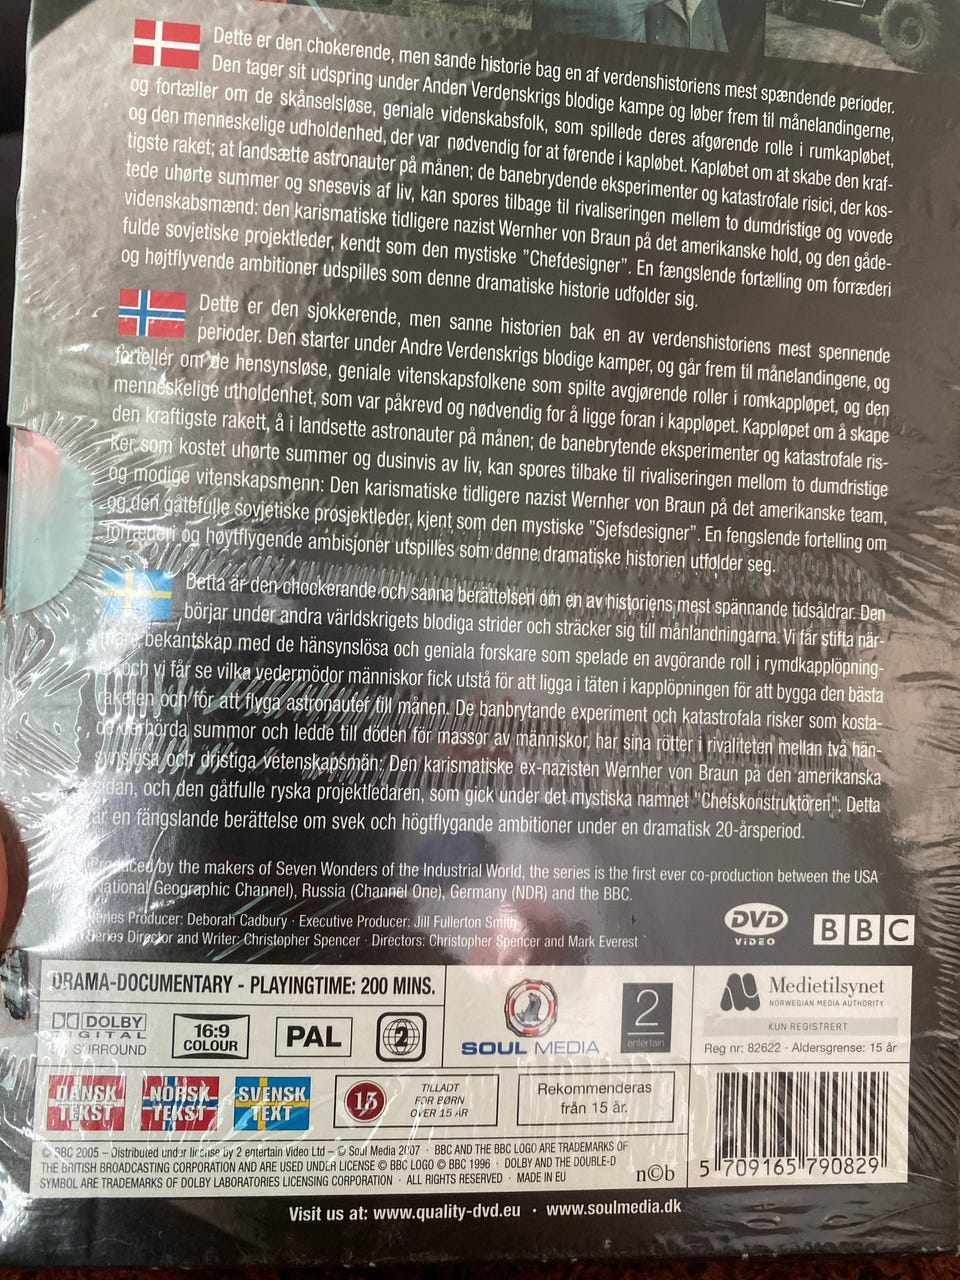 Dette er den chokerende, men sande historie bag en af verdenshistoriens mest spændende perioder.
Den tager sit udspring under Anden Verdenskrigs blodige kampe og løber frem til månelandingerne,
og fortæller om de skånselsløse, geniale videnskabsfolk, som spillede deres afgørende rolle i rumkapløbet,
og den menneskelige udholdenhed, der var nødvendig for at førende i kapløbet. Kapløbet om at skabe den kraf-
tigste raket; at landsætte astronauter på månen; de banebrydende eksperimenter og katastrofale risici, der kos-
tede uhørte summer og snesevis af liv, kan spores tilbage til rivaliseringen mellem to dumdristige og vovede
videnskabsmænd: den karismatiske tidligere nazist Wernher von Braun på det amerikanske hold, og den gåde-
fulde sovjetiske projektleder, kendt som den mystiske "Chefdesigner". En fængslende fortælling om forræderi
og højtflyvende ambitioner udspilles som denne dramatiske historie udfolder sig.
Dette er den sjokkerende, men sanne historien bak en av verdenshistoriens mest spennende
perioder. Den starter under Andre Verdenskrigs blodige kamper, og går frem til månelandingene, og
forteller om de hensynsløse, geniale vitenskapsfolkene som spilte avgjørende roller i romkappløpet, og den
menneskelige utholdenhet, som var påkrevd og nødvendig for å ligge foran i kappløpet. Kappløpet om å skape
den kraftigste rakett, å i landsette astronauter på månen; de banebrytende eksperimenter og katastrofale ris-
ker som kostet uhørte summer og dusinvis av liv, kan spores tilbake til rivaliseringen mellom to dumdristige
og modige vitenskapsmenn: Den karismatiske tidligere nazist Wernher von Braun på det amerikanske team,
og den gåtefulle sovjetiske prosjektleder, kjent som den mystiske "Sjefsdesigner". En fengslende fortelling om
forræderi og høytflygende ambisjoner utspilles som denne dramatiske historien utfolder seg.
Detta är den chockerande och sanna berättelsen om en av historiens mest spännande tidsåldrar. Den
börjar under andra världskrigets blodiga strider och sträcker sig till månlandningarna. Vi får stifta när-
mare bekantskap med de hänsynslösa och geniala forskare som spelade en avgörande roll i rymdkapplöpning-
en och vi får se vilka vedermödor människor fick utstå för att ligga i täten i kapplöpningen för att bygga den bästa
raketen och för att flyga astronauter till månen. De banbrytande experiment och katastrofala risker som kosta-
de oerhörda summor och ledde till döden för massor av människor, har sina rötter i rivaliteten mellan två hän-
synslösa och dristiga vetenskapsmän: Den karismatiske ex-nazisten Wernher von Braun på den amerikanska
sidan, och den gåtfulle ryska projektledaren, som gick under det mystiska namnet "Chefskonstruktören". Detta
är en fängslande berättelse om svek och högtflygande ambitioner under en dramatisk 20-årsperiod.
Produced by the makers of Seven Wonders of the Industrial World, the series is the first ever co-production between the USA
National Geographic Channel), Russia (Channel One), Germany (NDR) and the BBC.
Series Producer: Deborah Cadbury · Executive Producer: Jill Fullerton Smith
Series Director and Writer: Christopher Spencer · Directors: Christopher Spencer and Mark Everest
DVD VIDEO
BBC
DRAMA-DOCUMENTARY - PLAYINGTIME: 200 MINS.
DOLBY DIGITAL
SURROUND
16:9 COLOUR
PAL
2
SOUL MEDIA
2 entertain
Medietilsynet
NORWEGIAN MEDIA AUTHORITY
KUN REGISTRERT
Reg nr: 82622 · Aldersgrense: 15 år
DANSK TEKST
NORSK TEKST
SVENSK TEXT
15
TILLADT
FOR BØRN
OVER 15 ÅR
Rekommenderas
från 15 år.
© BBC 2005 – Distributed under license by 2 entertain Video Ltd – © Soul Media 2007 · BBC AND THE BBC LOGO ARE TRADEMARKS OF
THE BRITISH BROADCASTING CORPORATION AND ARE USED UNDER LICENSE © BBC LOGO © BBC 1996 · DOLBY AND THE DOUBLE-D
SYMBOL ARE TRADEMARKS OF DOLBY LABORATORIES LICENSING CORPORATION · ALL RIGHTS RESERVED · MADE IN EU
n©b
5 709165 790829
Visit us at: www.quality-dvd.eu · www.soulmedia.dk